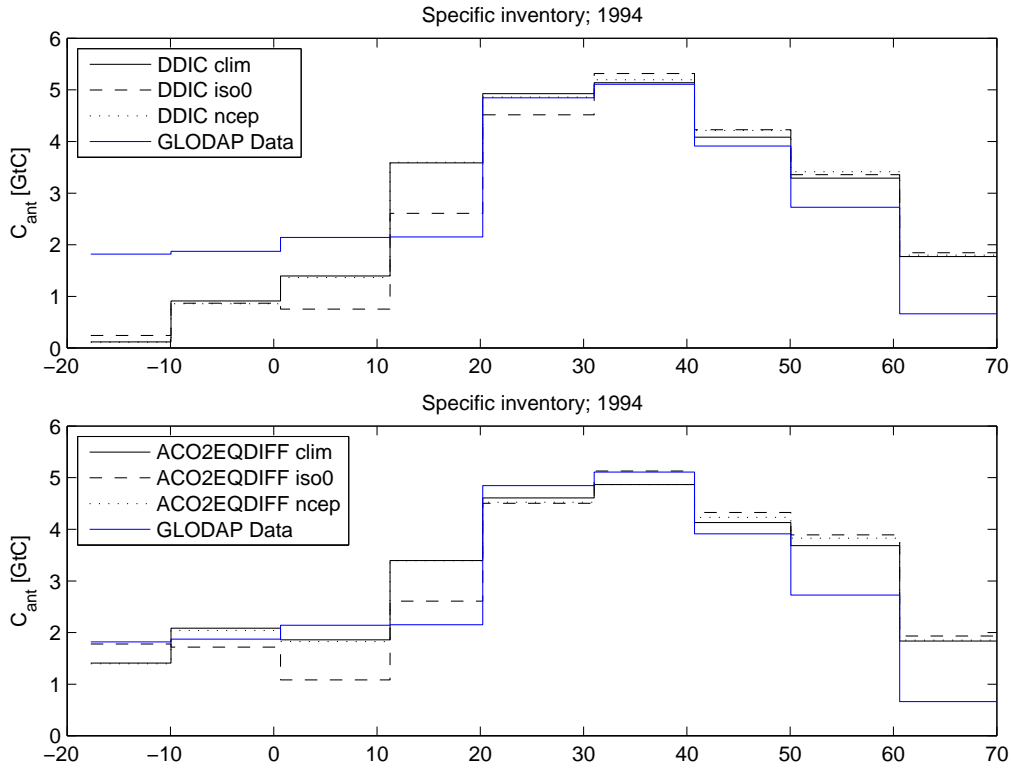 Specific inventory; 1994
6
5
4
3
2
1
0
C_ant [GtC]
DDIC clim
DDIC iso0
DDIC ncep
GLODAP Data
−20 −10 0 10 20 30 40 50 60 70
Specific inventory; 1994
6
5
4
3
2
1
0
C_ant [GtC]
ACO2EQDIFF clim
ACO2EQDIFF iso0
ACO2EQDIFF ncep
GLODAP Data
−20 −10 0 10 20 30 40 50 60 70